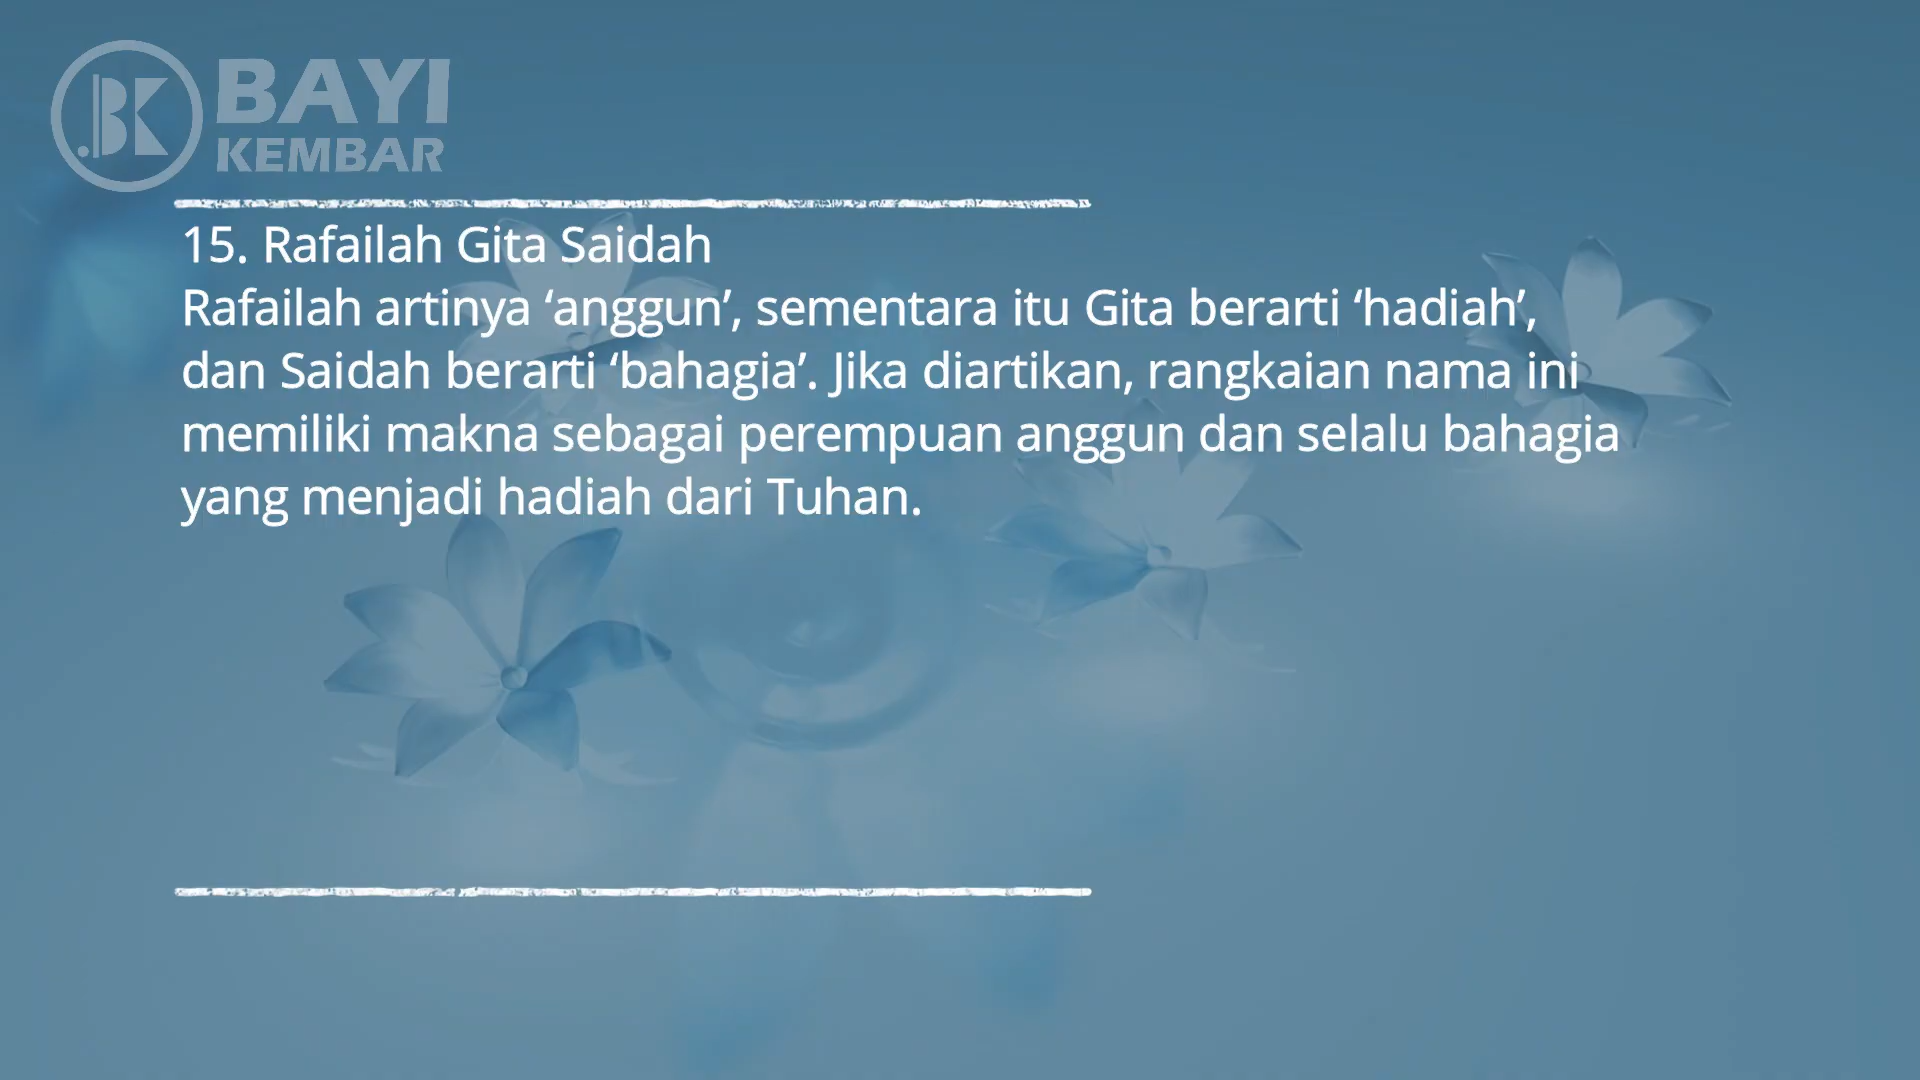 BK
BAYI
KEMBAR
15. Rafailah Gita Saidah
Rafailah artinya ‘anggun’, sementara itu Gita berarti ‘hadiah’,
dan Saidah berarti ‘bahagia’. Jika diartikan, rangkaian nama ini
memiliki makna sebagai perempuan anggun dan selalu bahagia
yang menjadi hadiah dari Tuhan.